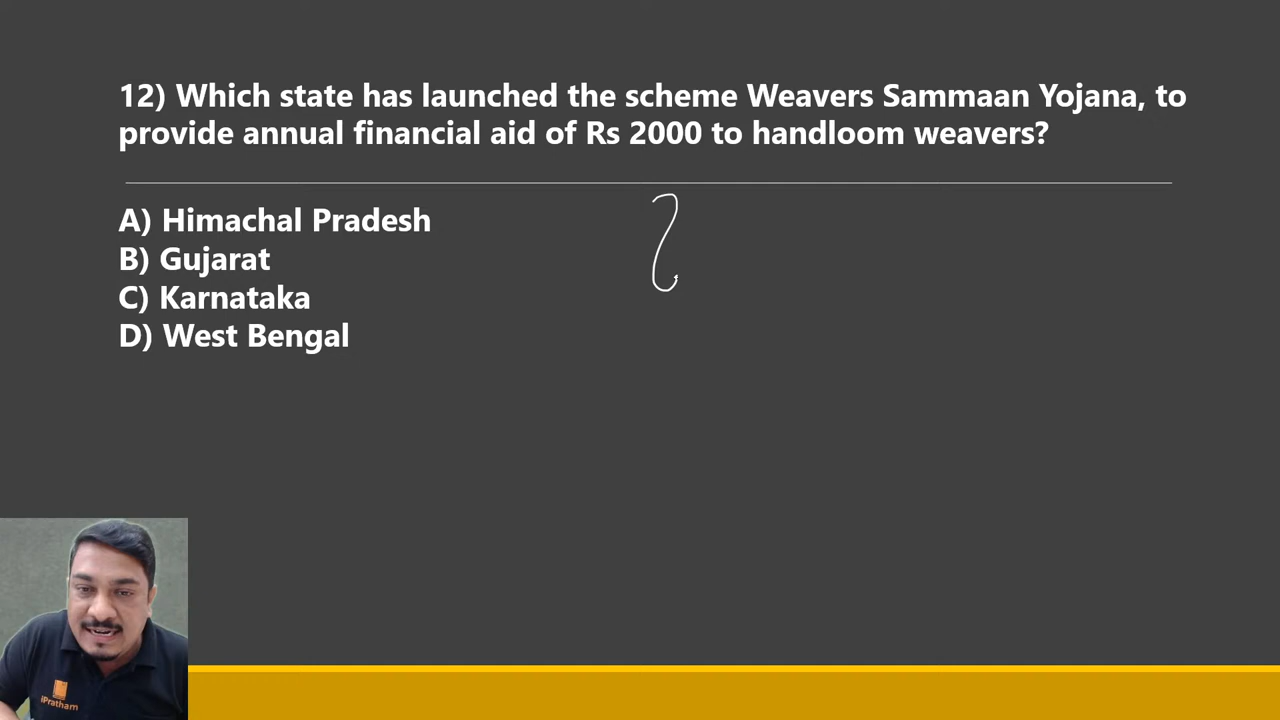 12) Which state has launched the scheme Weavers Sammaan Yojana, to
provide annual financial aid of Rs 2000 to handloom weavers?
A) Himachal Pradesh
B) Gujarat
C) Karnataka
D) West Bengal
iPratham